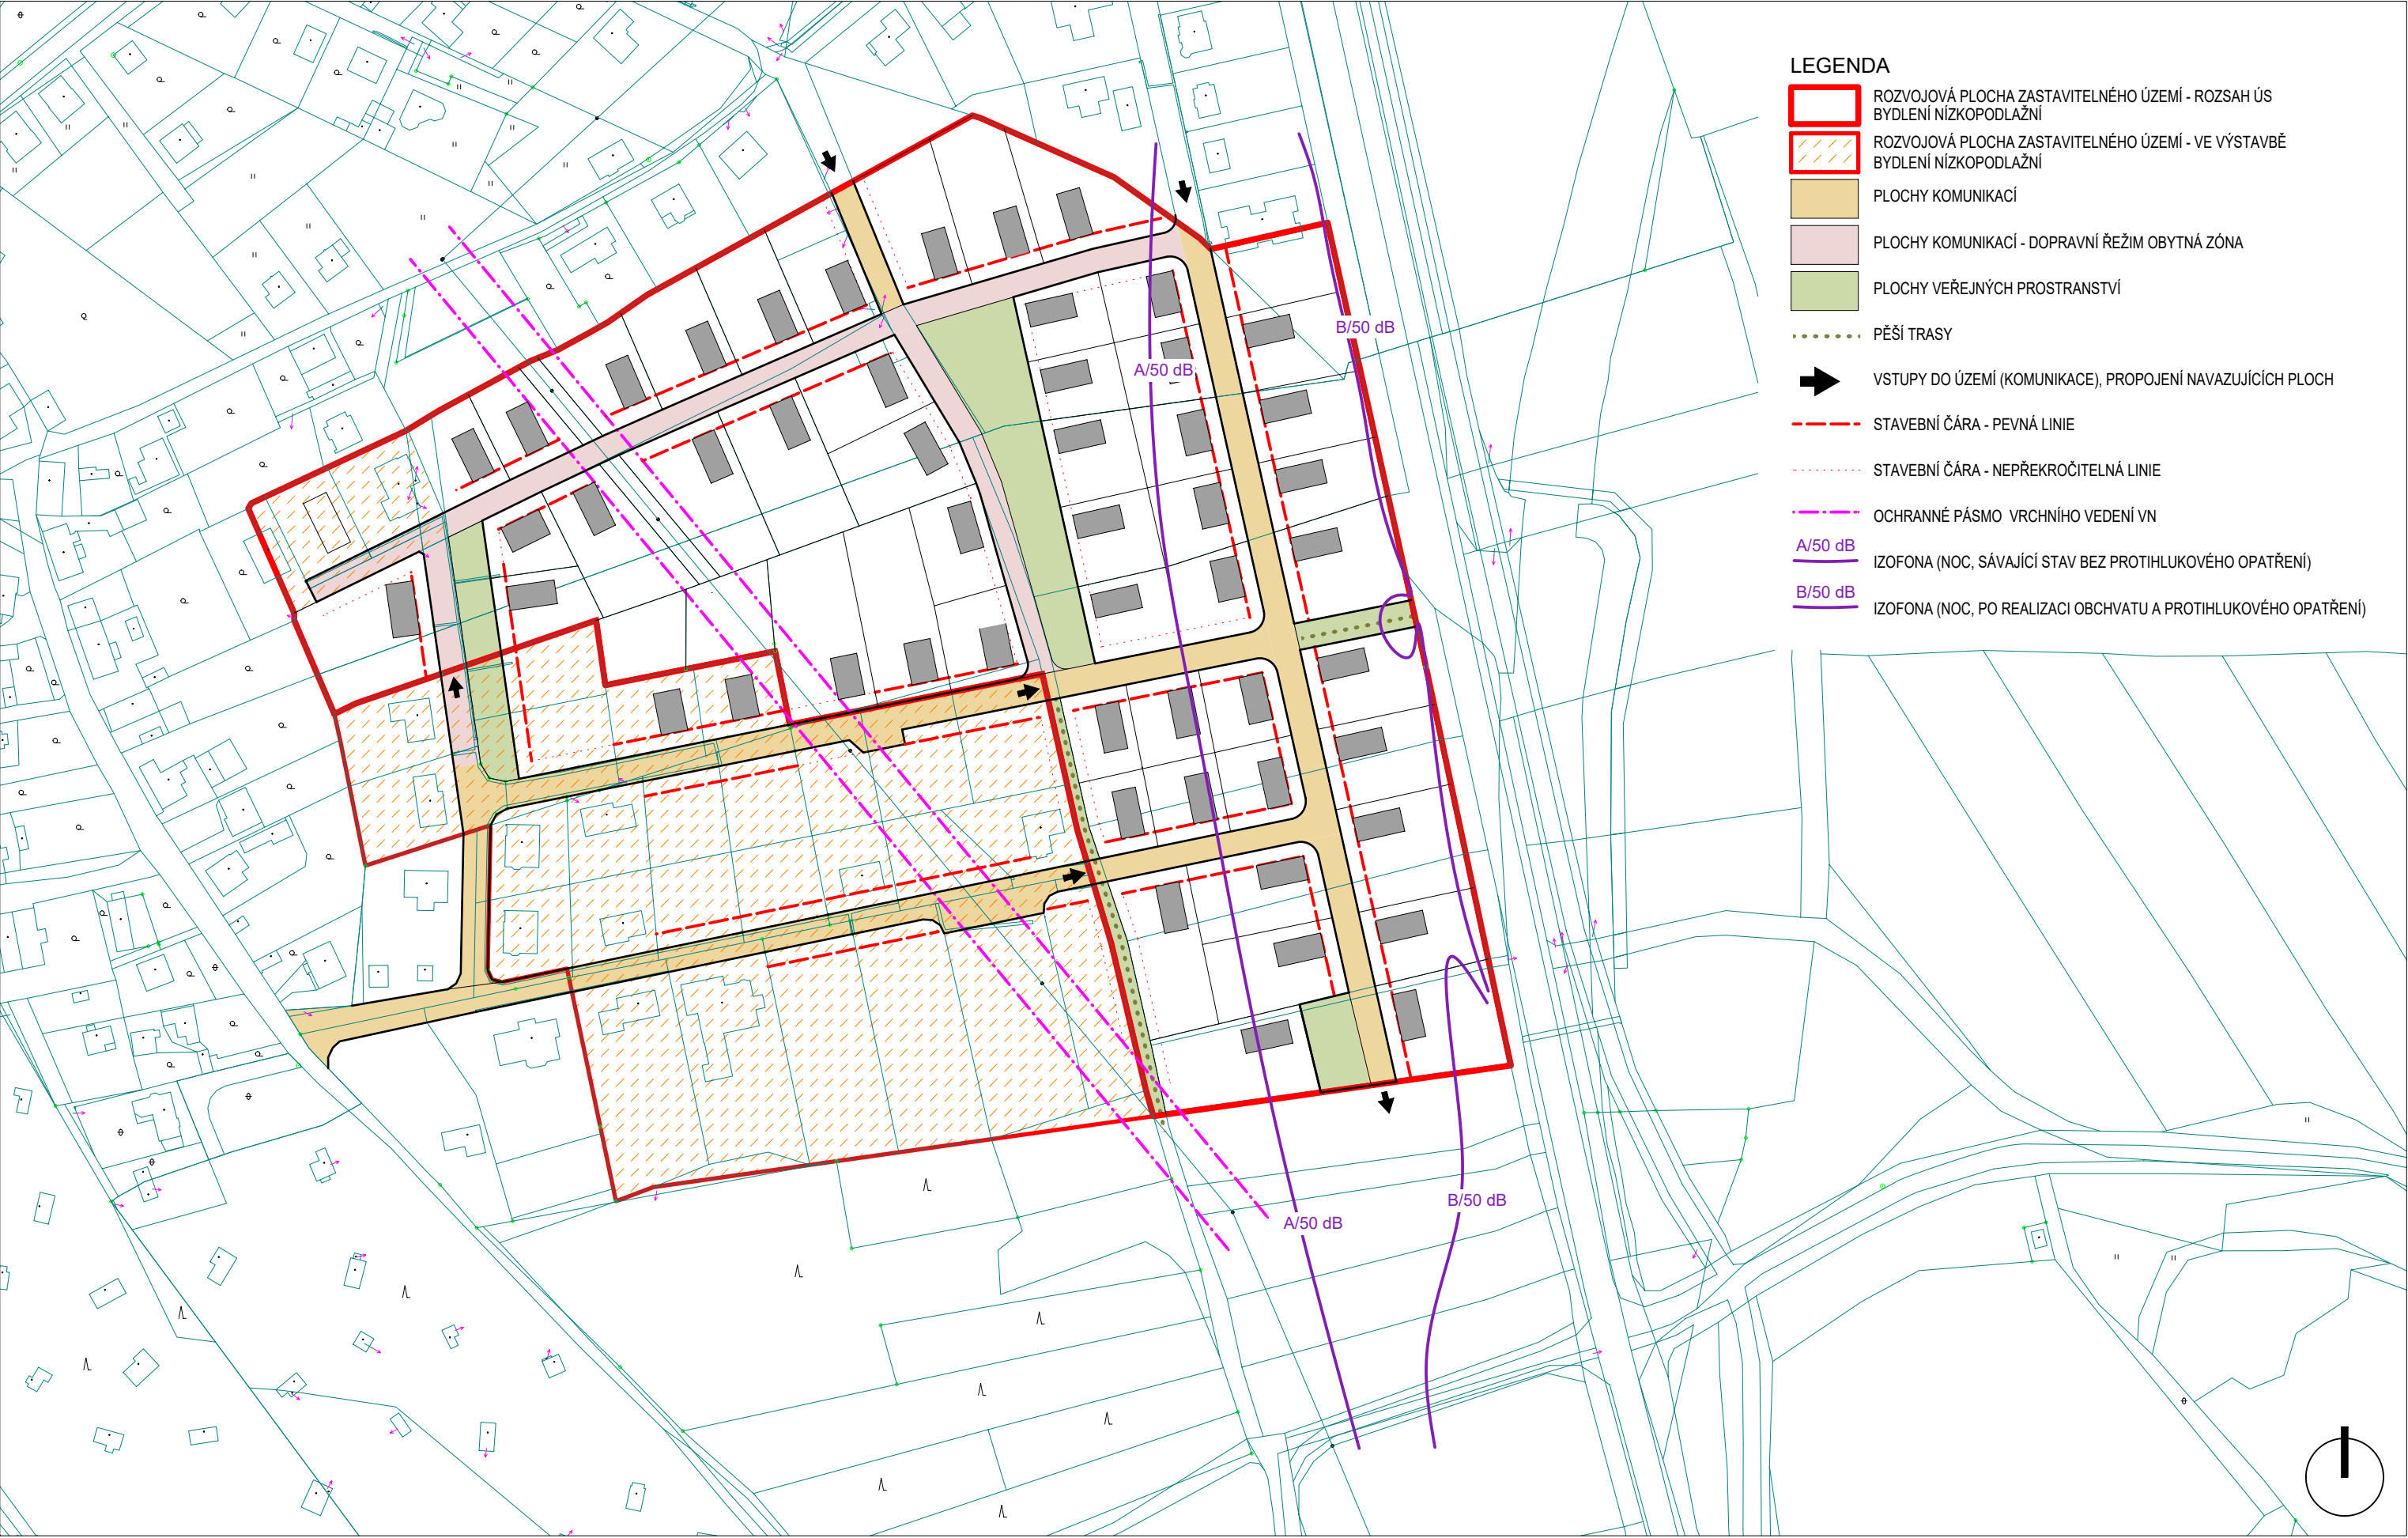 LEGENDA
ROZVOJOVÁ PLOCHA ZASTAVITELNÉHO ÚZEMÍ - ROZSAH ÚS
BYDLENÍ NÍZKOPODLAŽNÍ
ROZVOJOVÁ PLOCHA ZASTAVITELNÉHO ÚZEMÍ - VE VÝSTAVBĚ
BYDLENÍ NÍZKOPODLAŽNÍ
PLOCHY KOMUNIKACÍ
PLOCHY KOMUNIKACÍ - DOPRAVNÍ ŘEŽIM OBYTNÁ ZÓNA
PLOCHY VEŘEJNÝCH PROSTRANSTVÍ
PĚŠÍ TRASY
VSTUPY DO ÚZEMÍ (KOMUNIKACE), PROPOJENÍ NAVAZUJÍCÍCH PLOCH
STAVEBNÍ ČÁRA - PEVNÁ LINIE
STAVEBNÍ ČÁRA - NEPŘEKROČITELNÁ LINIE
OCHRANNÉ PÁSMO VRCHNÍHO VEDENÍ VN
A/50 dB
IZOFONA (NOC, SÁVAJÍCÍ STAV BEZ PROTIHLUKOVÉHO OPATŘENÍ)
B/50 dB
IZOFONA (NOC, PO REALIZACI OBCHVATU A PROTIHLUKOVÉHO OPATŘENÍ)
B/50 dB
A/50 dB
B/50 dB
A/50 dB